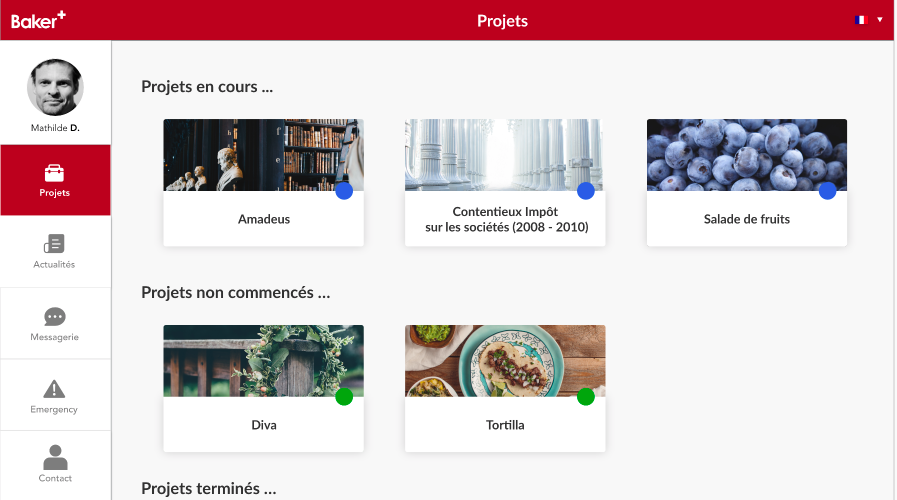 Baker+
Projets
Mathilde D.
Projets
Actualités
Messagerie
Emergency
Contact
Projets en cours ...
Amadeus
Contentieux Impôt
sur les sociétés (2008 - 2010)
Salade de fruits
Projets non commencés ...
Diva
Tortilla
Projets terminés ...